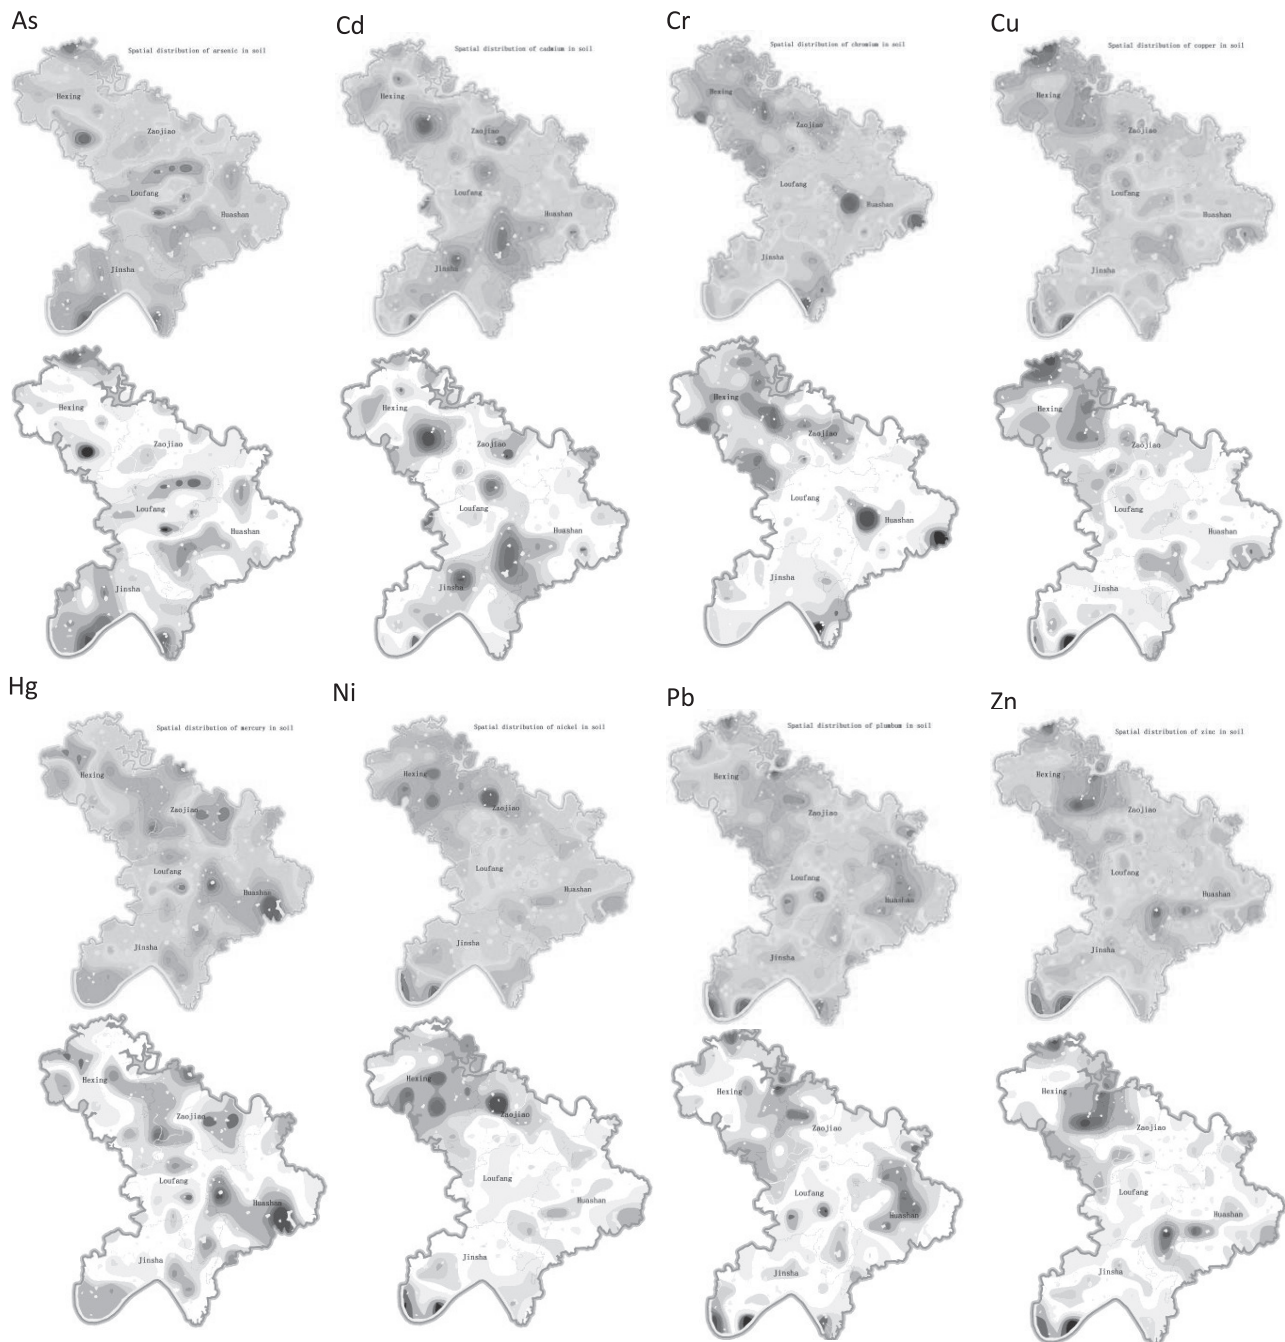 As
Cd
Cr
Cu
Spatial distribution of arsenic in soil
Spatial distribution of cadmium in soil
Spatial distribution of chromium in soil
Spatial distribution of copper in soil
Hexing
Zaojiao
Loufang
Huashan
Jinsha
Hexing
Zaojiao
Loufang
Huashan
Jinsha
Hexing
Zaojiao
Loufang
Huashan
Jinsha
Hexing
Zaojiao
Loufang
Huashan
Jinsha
Hexing
Zaojiao
Loufang
Huashan
Jinsha
Hexing
Zaojiao
Loufang
Huashan
Jinsha
Hexing
Zaojiao
Loufang
Huashan
Jinsha
Hexing
Zaojiao
Loufang
Huashan
Jinsha
Hg
Ni
Pb
Zn
Spatial distribution of mercury in soil
Spatial distribution of nickel in soil
Spatial distribution of plumbum in soil
Spatial distribution of zinc in soil
Hexing
Zaojiao
Loufang
Huashan
Jinsha
Hexing
Zaojiao
Loufang
Huashan
Jinsha
Hexing
Zaojiao
Loufang
Huashan
Jinsha
Hexing
Zaojiao
Loufang
Huashan
Jinsha
Hexing
Zaojiao
Loufang
Huashan
Jinsha
Hexing
Zaojiao
Loufang
Huashan
Jinsha
Hexing
Zaojiao
Loufang
Huashan
Jinsha
Hexing
Zaojiao
Loufang
Huashan
Jinsha